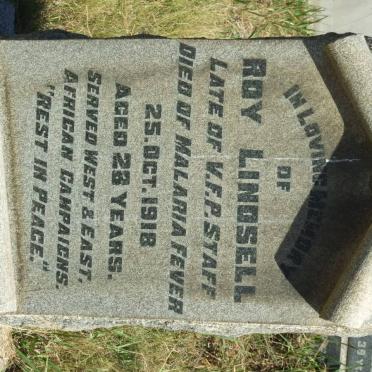 IN LOVING MEMORY
OF
ROY LINDSELL
LATE OF V.F.P. STAFF
DIED OF MALARIA FEVER
25. OCT. 1918
AGED 28 YEARS.
SERVED WEST & EAST.
AFRICAN CAMPAIGNS.
"REST IN PEACE."